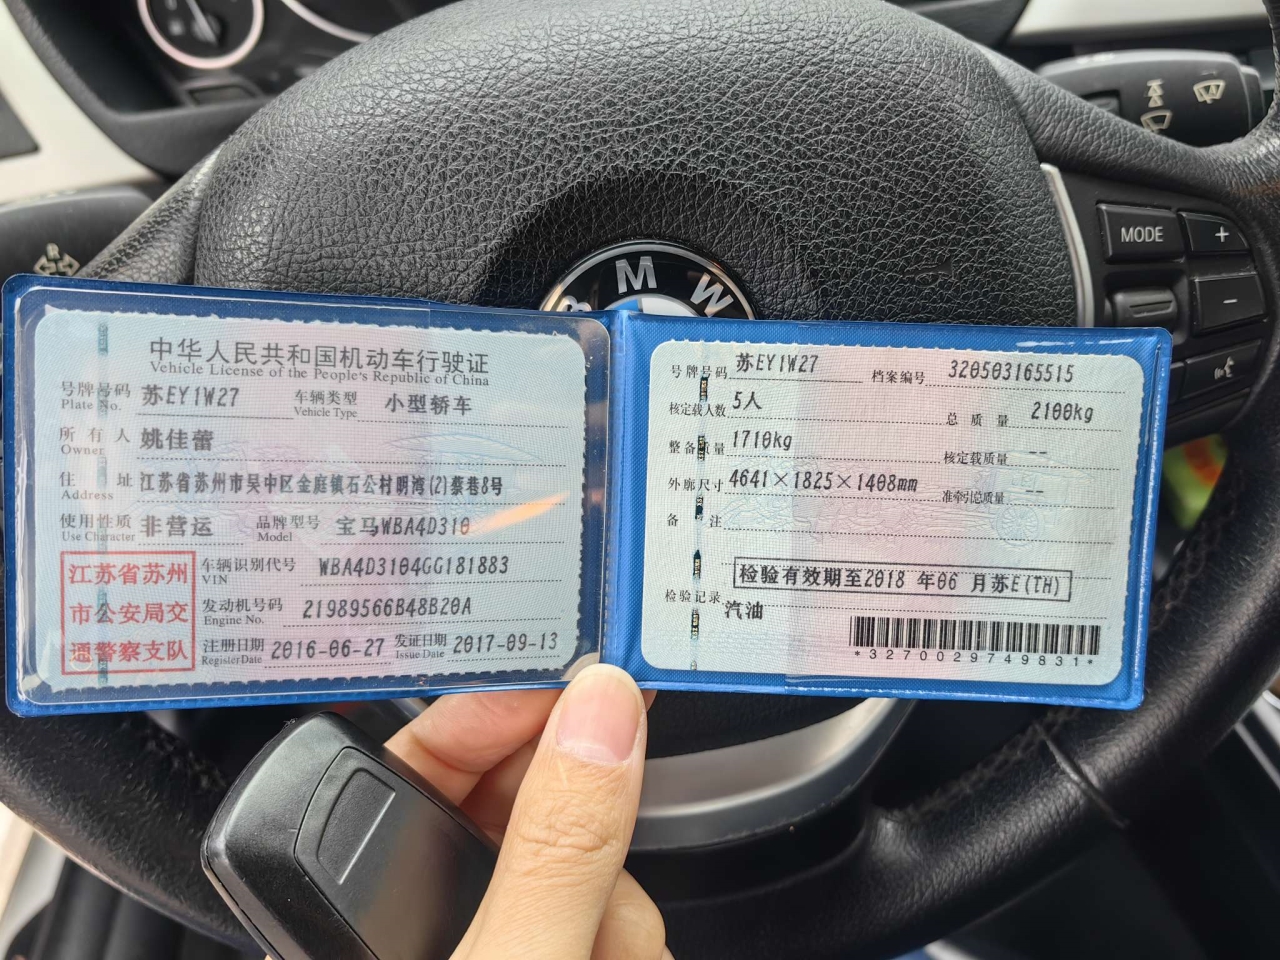 BMW
MODE
+
-
中华人民共和国机动车行驶证
Vehicle License of the People's Republic of China
号牌号码 苏EY1W27 车辆类型 小型轿车
Plate No. Vehicle Type
所有人 姚佳蕾
Owner
住址 江苏省苏州市吴中区金庭镇石公村明湾(2)蔡巷8号
Address
使用性质 非营运 品牌型号 宝马WBA4D310
Use Character Model
江苏省苏州
市公安局交
通警察支队
车辆识别代号 WBA4D3104GG181883
VIN
发动机号码 21989566B48B20A
Engine No.
注册日期 2016-06-27 发证日期 2017-09-13
Register Date Issue Date
号牌号码 苏EY1W27 档案编号 320503165515
核定载人数 5人 总质量 2100kg
整备质量 1710kg 核定载质量 --
外廓尺寸 4641×1825×1408mm 准牵引总质量 --
备注
检验有效期至2018 年06 月苏E(TH)
检验记录
汽油
*3270029749831*